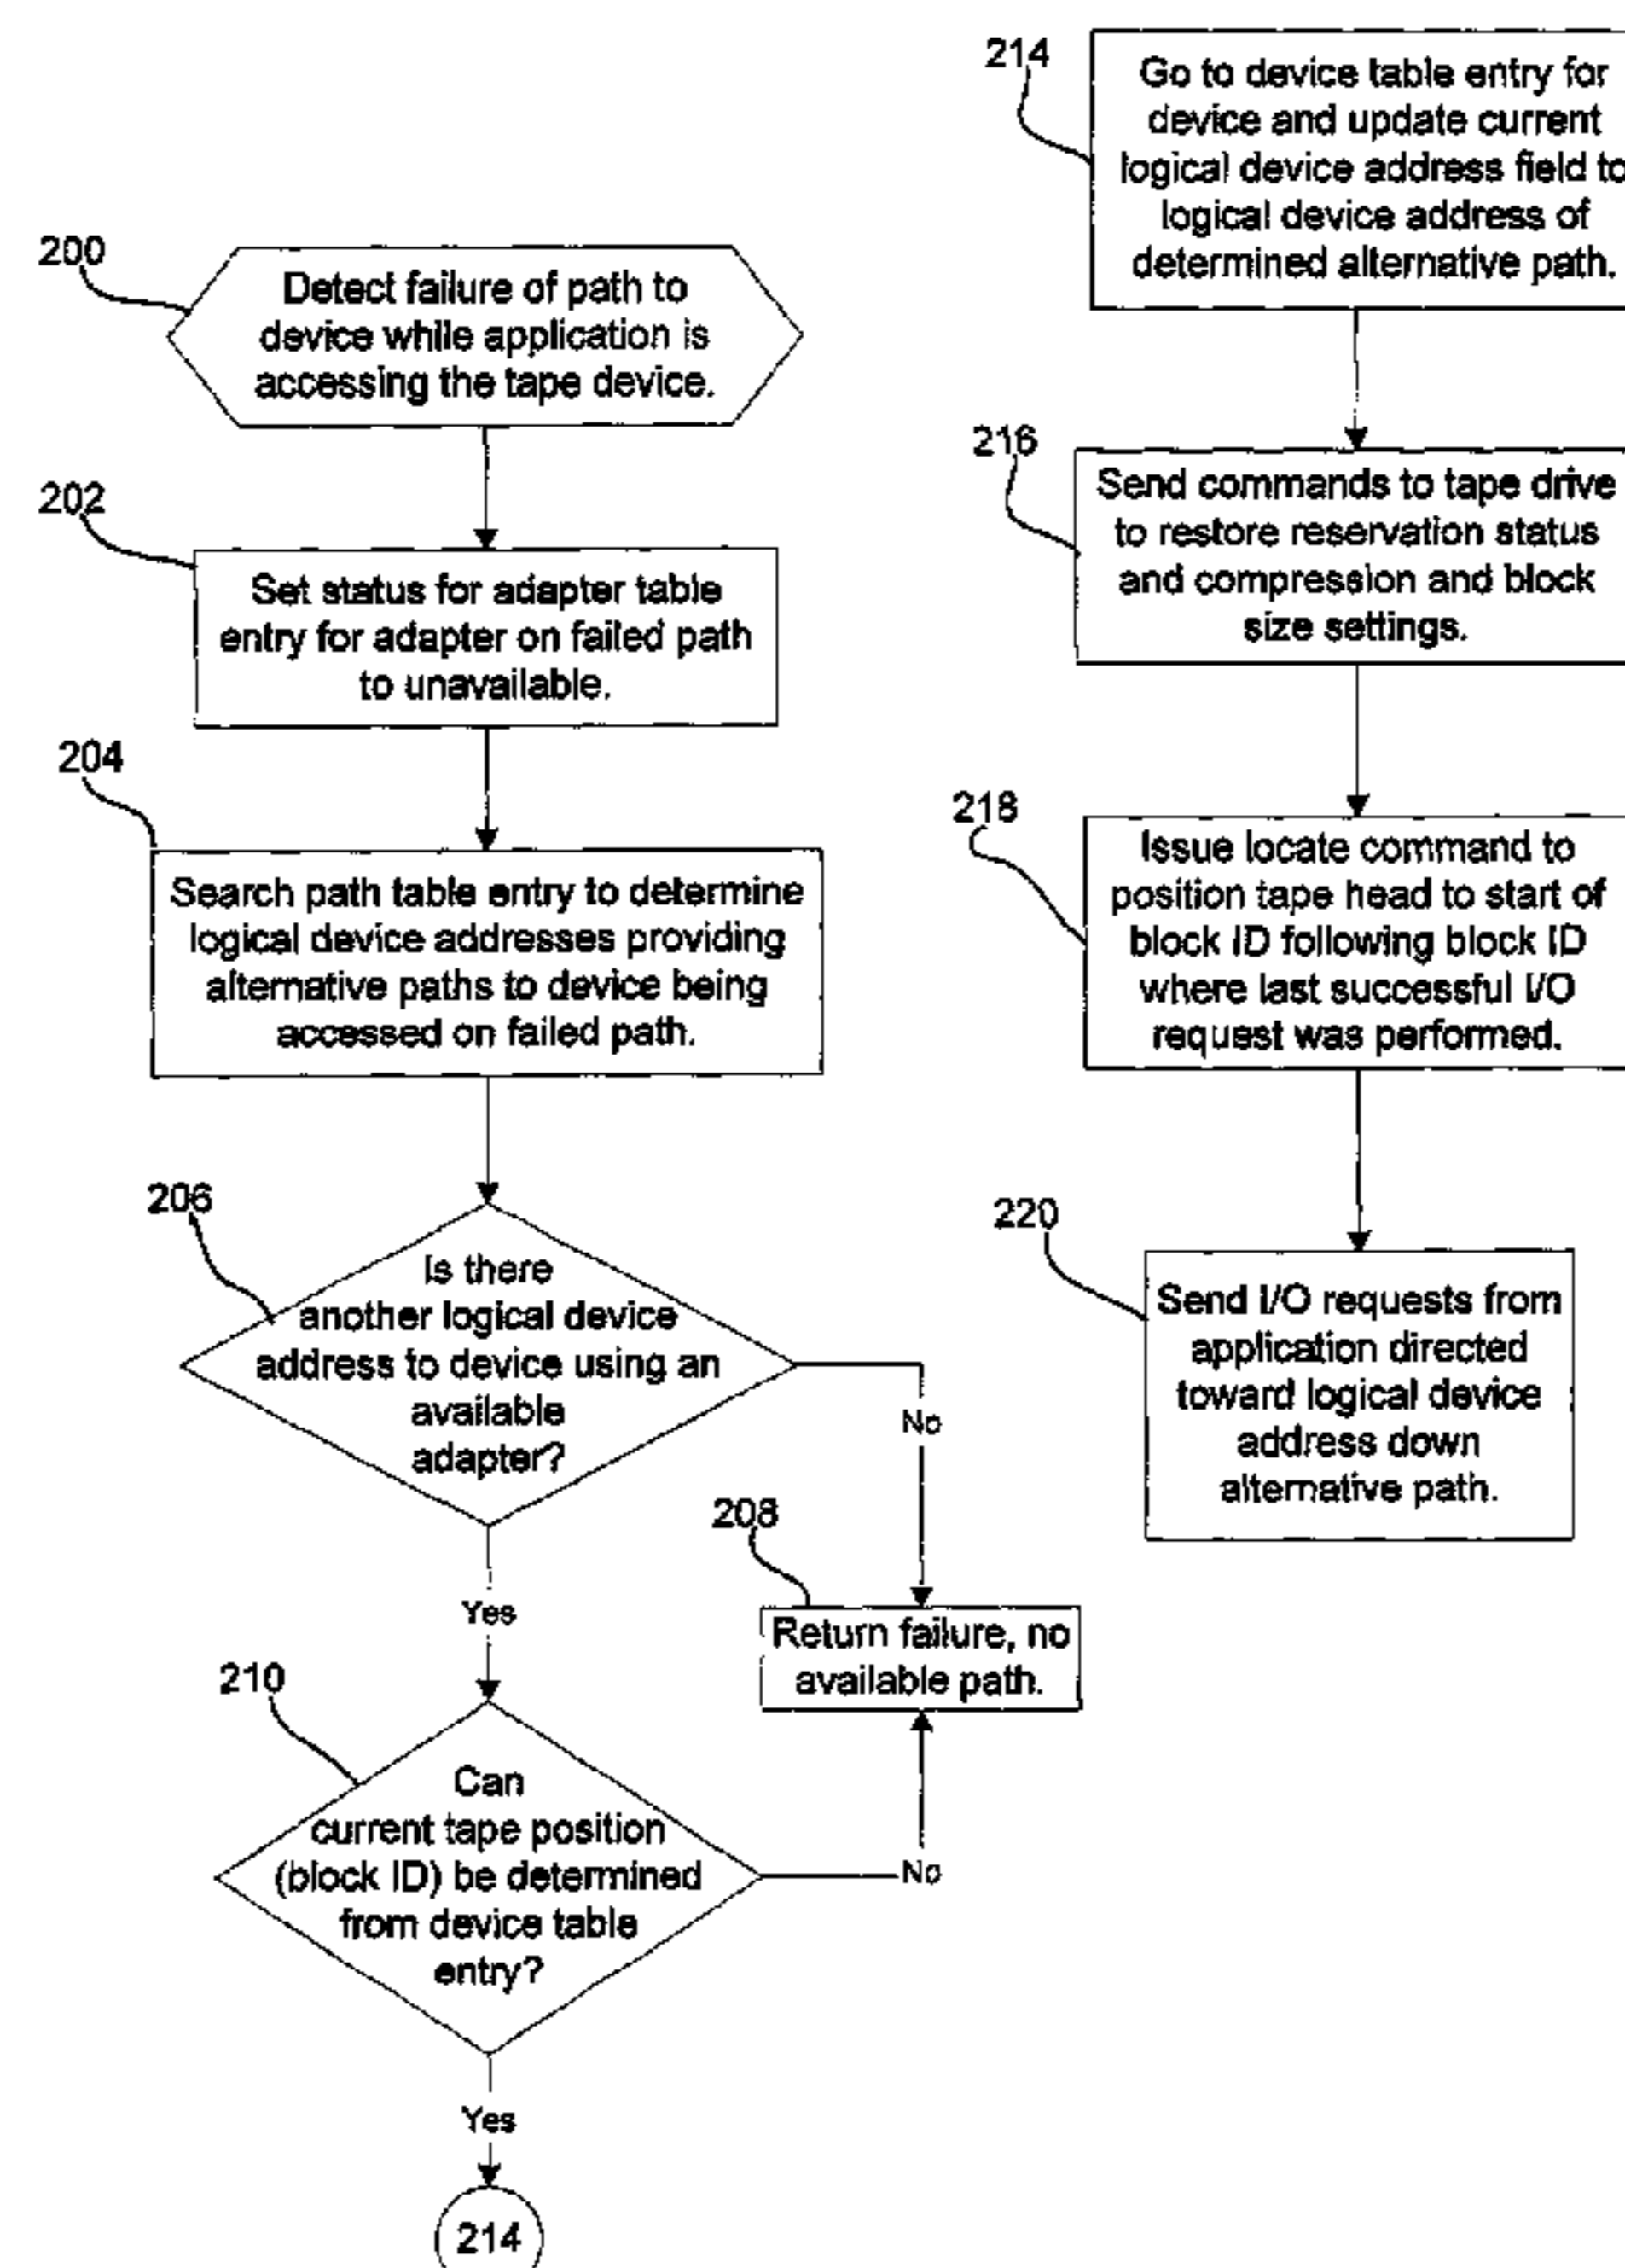 200
Detect failure of path to
device while application is
accessing the tape device.
202
Set status for adapter table
entry for adapter on failed path
to unavailable.
204
Search path table entry to determine
logical device addresses providing
alternative paths to device being
accessed on failed path.
206
Is there
another logical device
address to device using an
available
adapter?
No
Yes
208
Return failure, no
available path.
210
Can
current tape position
(block ID) be determined
from device table
entry?
No
Yes
214
214
Go to device table entry for
device and update current
logical device address field to
logical device address of
determined alternative path.
216
Send commands to tape drive
to restore reservation status
and compression and block
size settings.
218
Issue locate command to
position tape head to start of
block ID following block ID
where last successful I/O
request was performed.
220
Send I/O requests from
application directed
toward logical device
address down
alternative path.